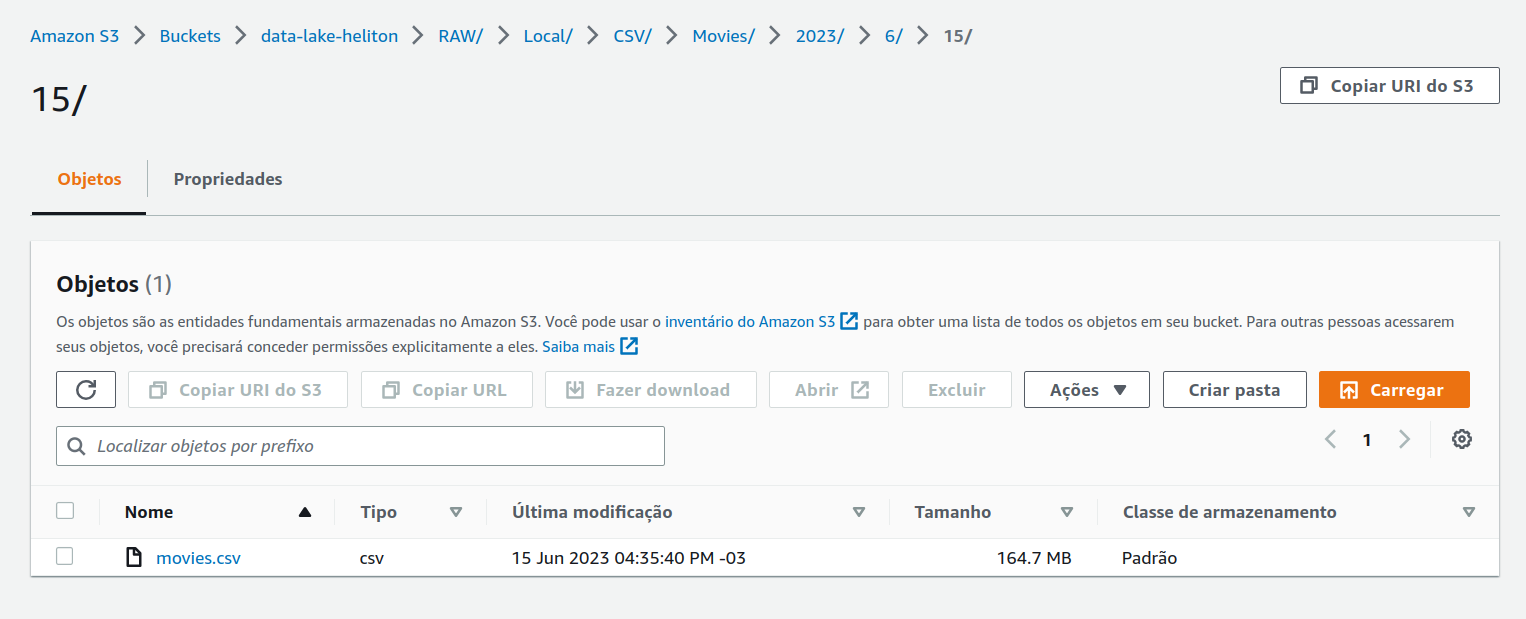 Amazon S3 > Buckets > data-lake-heliton > RAW/ > Local/ > CSV/ > Movies/ > 2023/ > 6/ > 15/
15/
Copiar URI do S3
Objetos
Propriedades
Objetos (1)
Os objetos são as entidades fundamentais armazenadas no Amazon S3. Você pode usar o inventário do Amazon S3 para obter uma lista de todos os objetos em seu bucket. Para outras pessoas acessarem
seus objetos, você precisará conceder permissões explicitamente a eles. Saiba mais
Copiar URI do S3 Copiar URL Fazer download Abrir Excluir Ações Criar pasta Carregar
Localizar objetos por prefixo
1
Nome Tipo Última modificação Tamanho Classe de armazenamento
movies.csv csv 15 Jun 2023 04:35:40 PM -03 164.7 MB Padrão